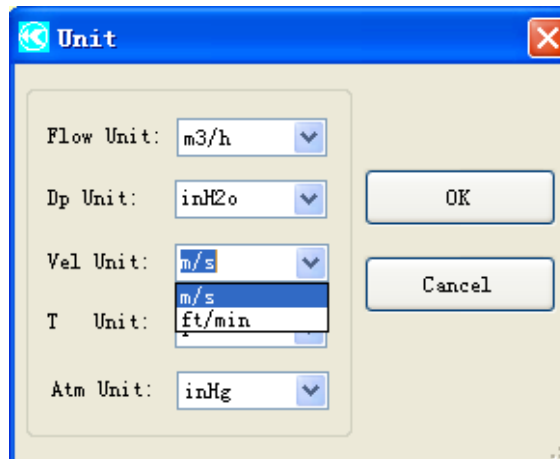 Unit
Flow Unit: m3/h
Dp Unit: inH2o
OK
Vel Unit: m/s
m/s
Cancel
ft/min
T Unit:
Atm Unit: inHg